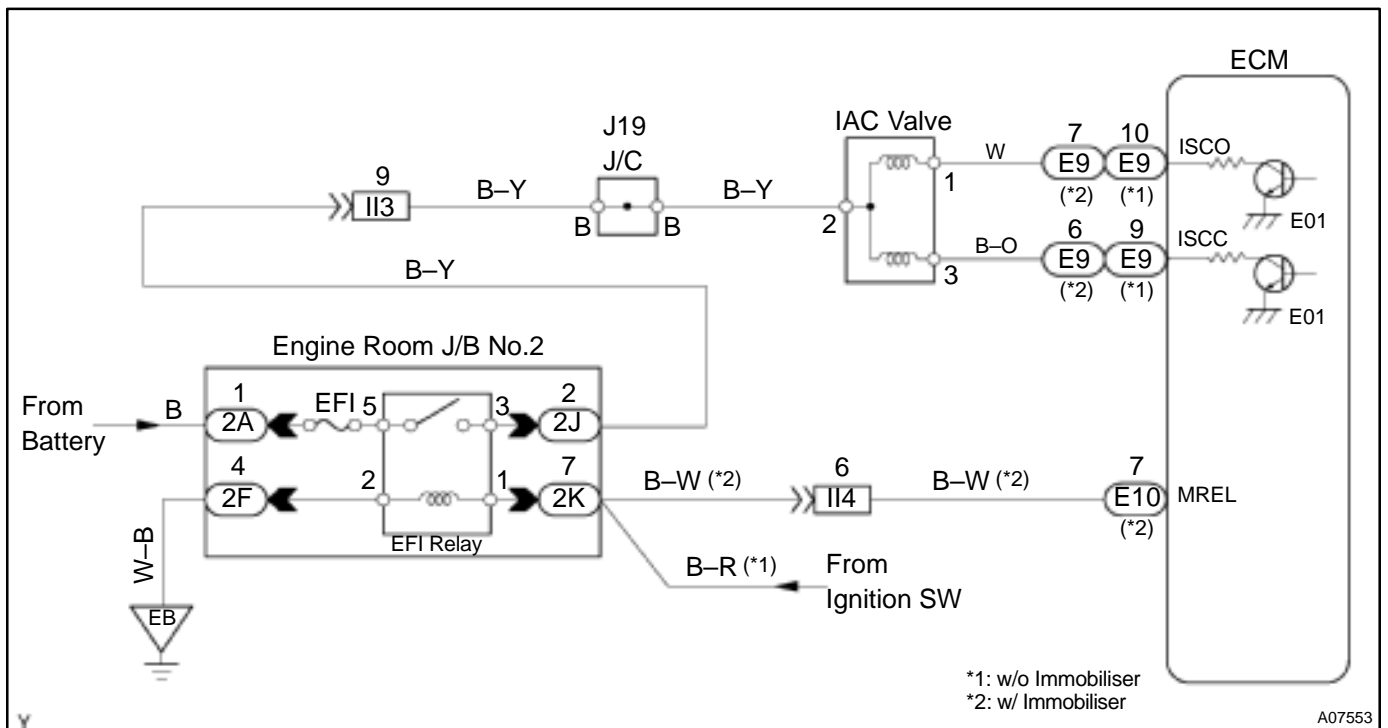 ECM
J19
J/C
IAC Valve
7
10
W
E9
E9
ISCO
(*2)
(*1)
1
E01
9
II3
B–Y
B
B
B–Y
2
B–O
6
9
E9
E9
ISCC
(*2)
(*1)
3
E01
B–Y
Engine Room J/B No.2
From
Battery
B
1
2A
EFI
5
3
2
2J
4
2F
2
1
7
2K
EFI Relay
B–W (*2)
6
II4
B–W (*2)
7
E10
(*2)
MREL
B–R (*1)
From
Ignition SW
W–B
EB
*1: w/o Immobiliser
*2: w/ Immobiliser
Y
A07553